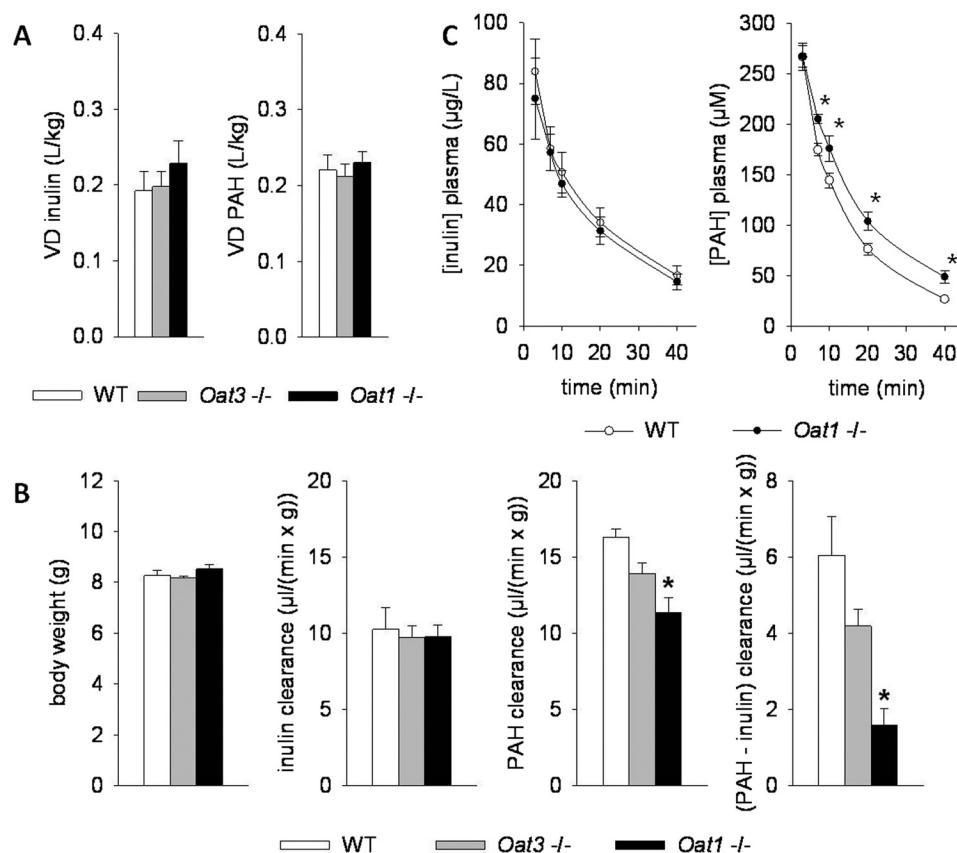 A
VD inulin (L/kg)
0.4
0.2
0.1
0.0
VD PAH (L/kg)
0.4
0.2
0.1
0.0
WT
Oat3 -/-
Oat1 -/-
C
[inulin] plasma (µg/L)
100
80
60
40
20
0
0 10 20 30 40
time (min)
[PAH] plasma (µM)
300
250
200
150
100
50
0
* * * *
0 10 20 30 40
time (min)
WT
Oat1 -/-
B
body weight (g)
12
10
8
6
4
2
0
inulin clearance (µl/(min x g))
20
15
10
5
0
PAH clearance (µl/(min x g))
20
15
10
5
0
*
(PAH - inulin) clearance (µl/(min x g))
8
6
4
2
0
*
WT
Oat3 -/-
Oat1 -/-